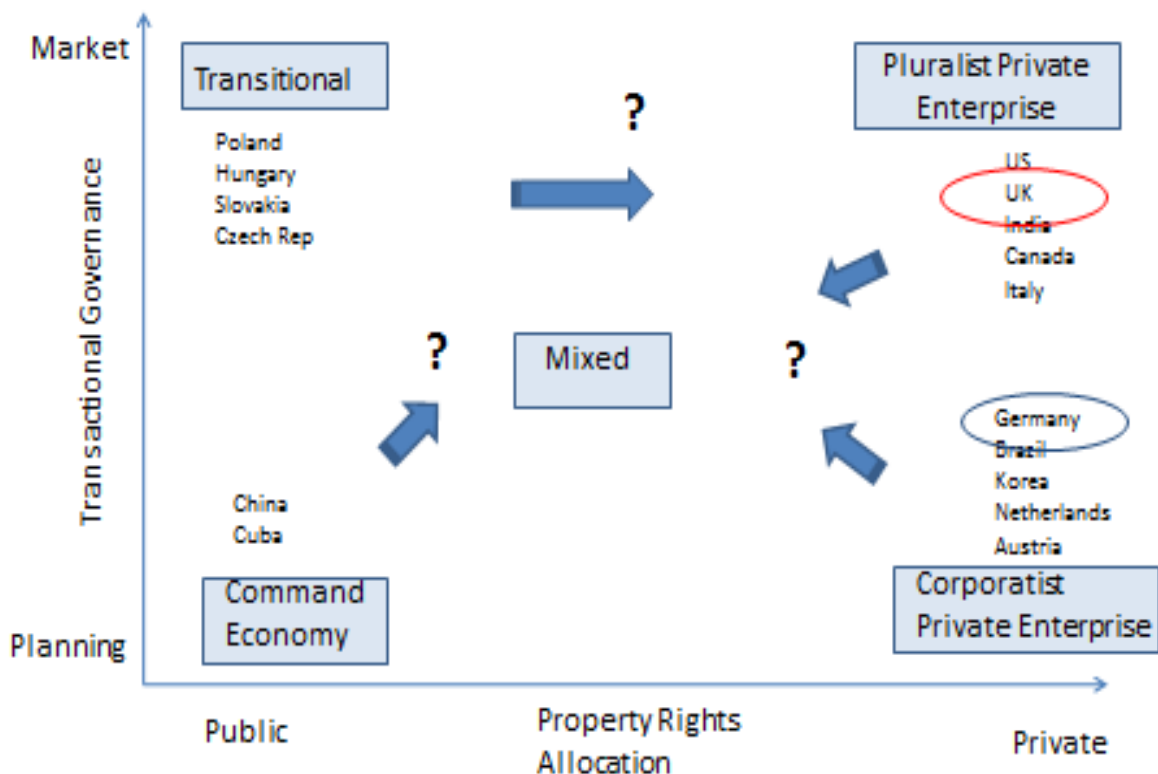 Market
Transitional
Pluralist Private
Enterprise
?
Poland
Hungary
Slovakia
Czech Rep
US
UK
India
Canada
Italy
Transactional Governance
?
Mixed
?
Germany
Brazil
Korea
Netherlands
Austria
China
Cuba
Command
Economy
Corporatist
Private Enterprise
Planning
Public
Property Rights
Allocation
Private